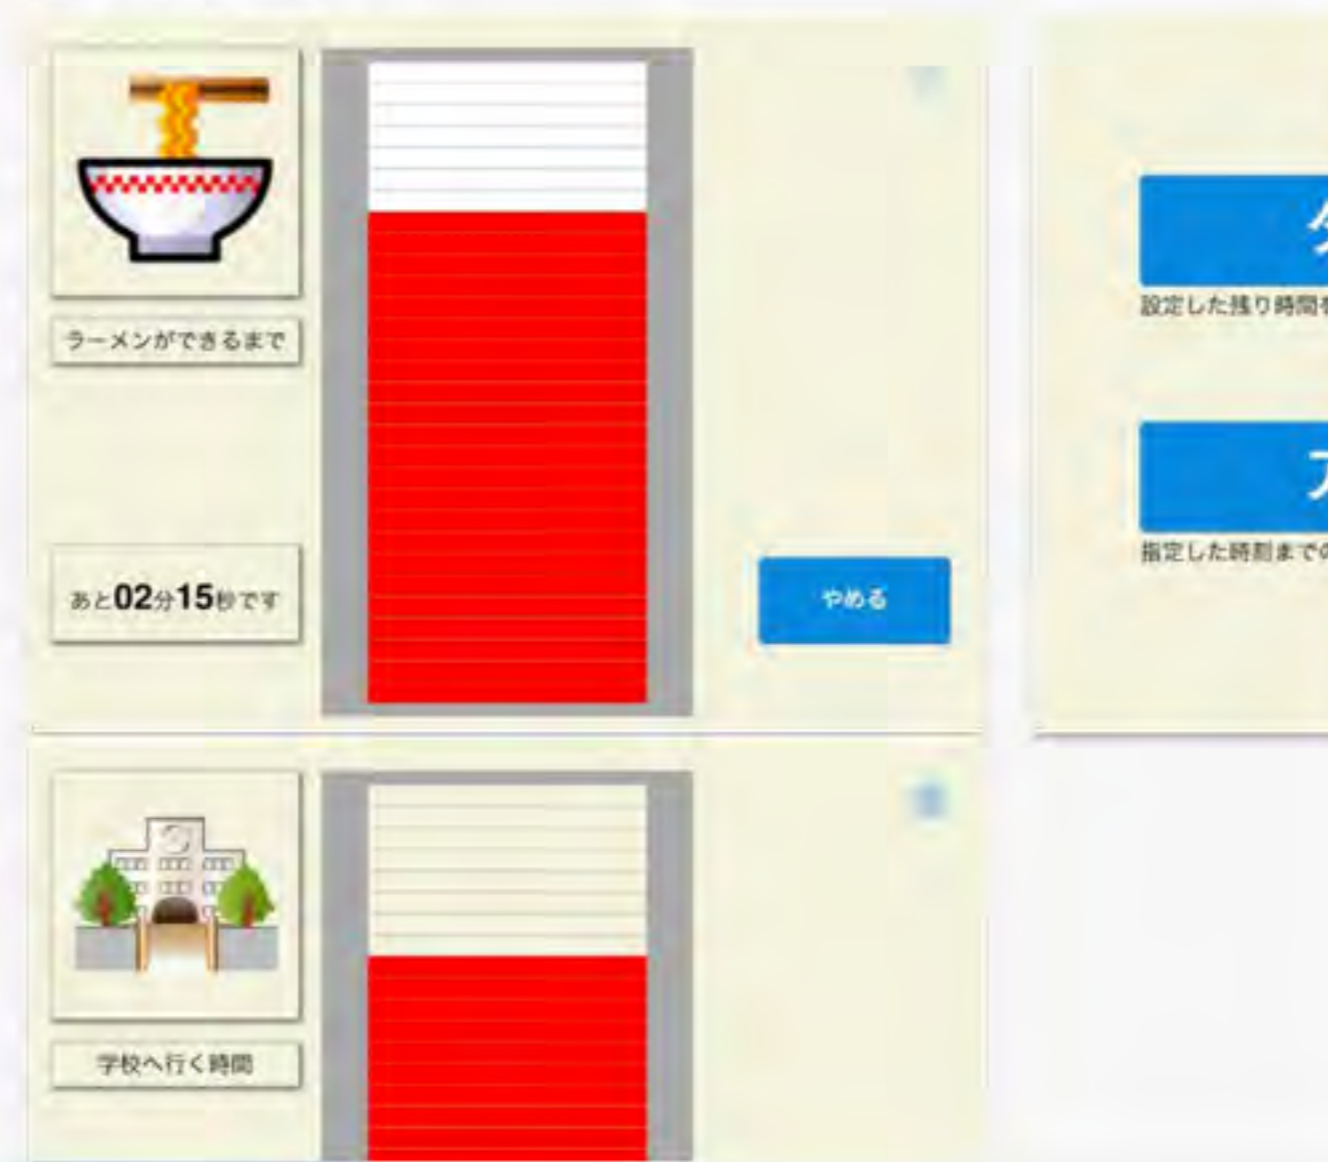 ラーメンができるまで
あと02分15秒です
やめる
学校へ行く時間
設定した残り時間を
指定した時刻までの